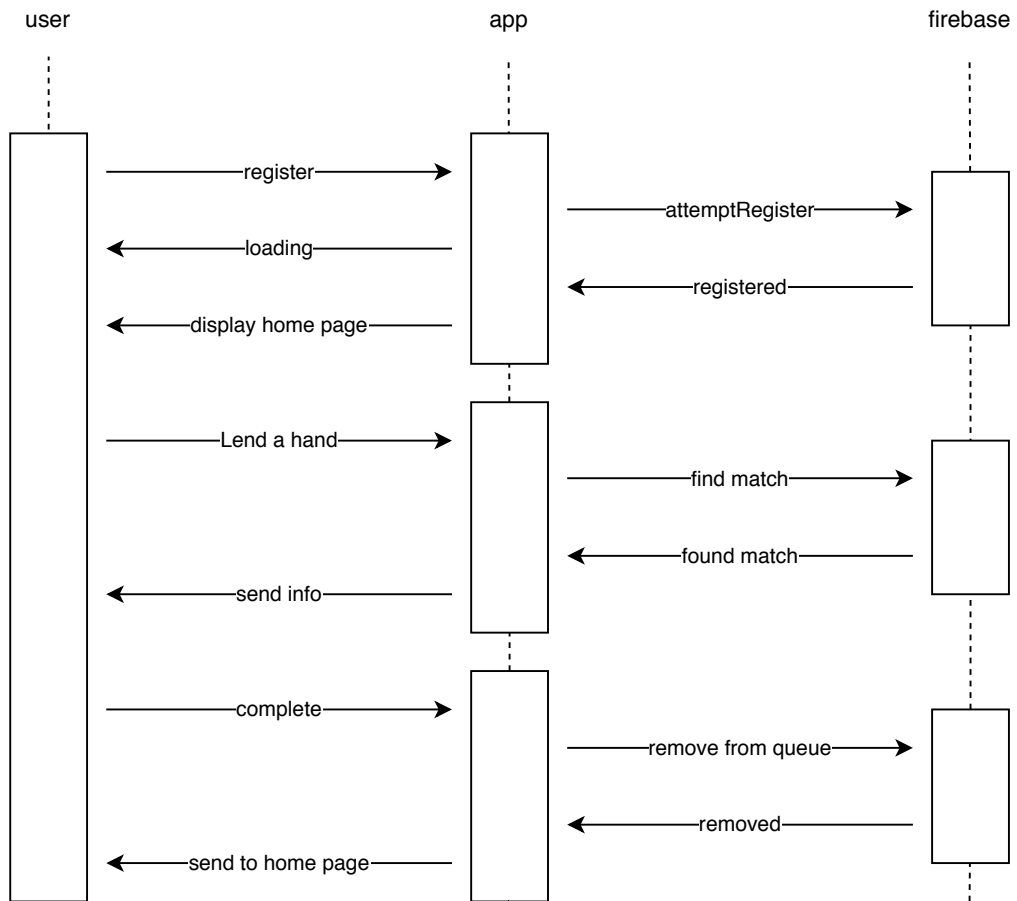 user
app
firebase
register
attemptRegister
loading
registered
display home page
Lend a hand
find match
found match
send info
complete
remove from queue
removed
send to home page